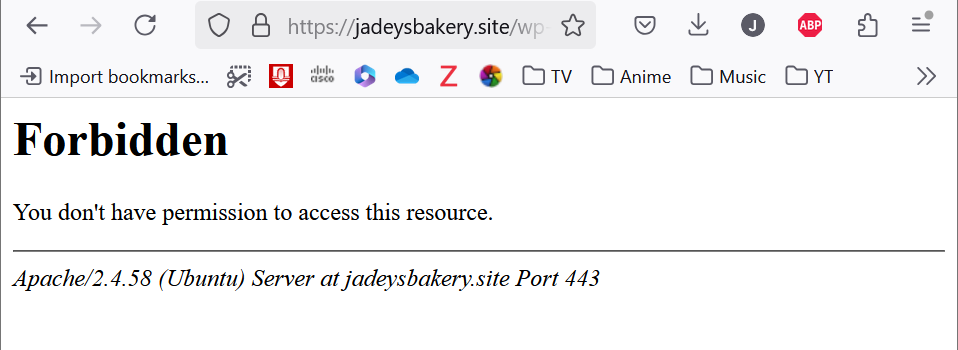 https://jadeysbakery.site/wp-
J
ABP
Import bookmarks...
cisco
Z
TV
Anime
Music
YT
Forbidden
You don't have permission to access this resource.
Apache/2.4.58 (Ubuntu) Server at jadeysbakery.site Port 443